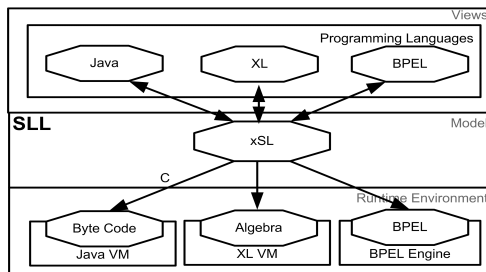 Views
Programming Languages
Java
XL
BPEL
SLL
Model
xSL
C
Runtime Environment
Byte Code
Algebra
BPEL
Java VM
XL VM
BPEL Engine